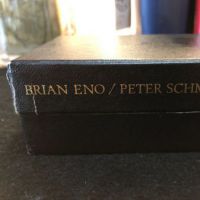 BRIAN ENO / PETER SCHM